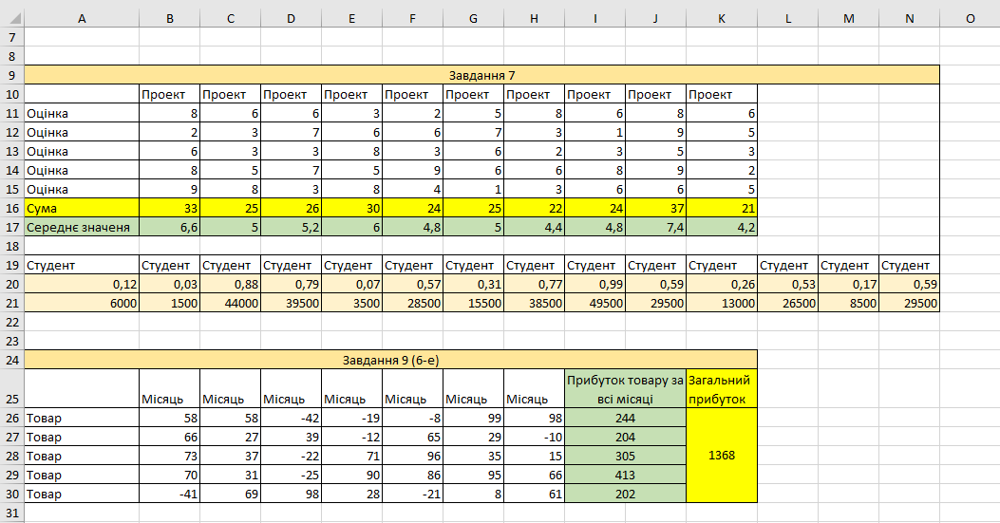 A B C D E F G H I J K L M N O
7
8
9 Завдання 7
10 Проект Проект Проект Проект Проект Проект Проект Проект Проект Проект
11 Оцінка 8 6 6 3 2 5 8 6 8 6
12 Оцінка 2 3 7 6 6 7 3 1 9 5
13 Оцінка 6 3 3 8 3 6 2 3 5 3
14 Оцінка 8 5 7 5 9 6 6 8 9 2
15 Оцінка 9 8 3 8 4 1 3 6 6 5
16 Сума 33 25 26 30 24 25 22 24 37 21
17 Середнє значеня 6,6 5 5,2 6 4,8 5 4,4 4,8 7,4 4,2
18
19 Студент Студент Студент Студент Студент Студент Студент Студент Студент Студент Студент Студент Студент Студент
20 0,12 0,03 0,88 0,79 0,07 0,57 0,31 0,77 0,99 0,59 0,26 0,53 0,17 0,59
21 6000 1500 44000 39500 3500 28500 15500 38500 49500 29500 13000 26500 8500 29500
22
23
24 Завдання 9 (6-е)
Прибуток товару за Загальний
25 Місяць Місяць Місяць Місяць Місяць Місяць Місяць всі місяці прибуток
26 Товар 58 58 -42 -19 -8 99 98 244
27 Товар 66 27 39 -12 65 29 -10 204
28 Товар 73 37 -22 71 96 35 15 305 1368
29 Товар 70 31 -25 90 86 95 66 413
30 Товар -41 69 98 28 -21 8 61 202
31